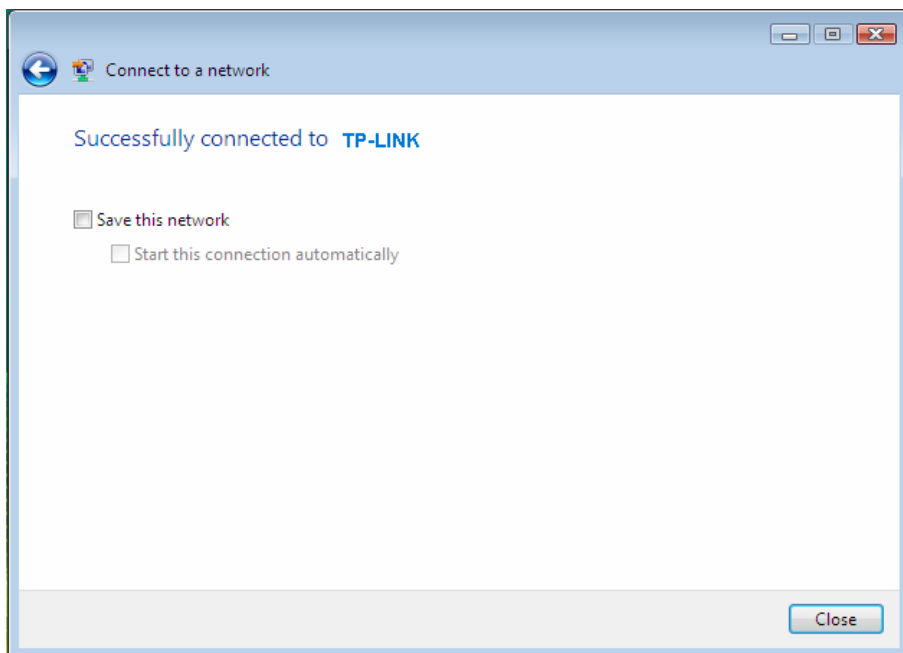 Connect to a network
Successfully connected to TP-LINK
Save this network
Start this connection automatically
Close